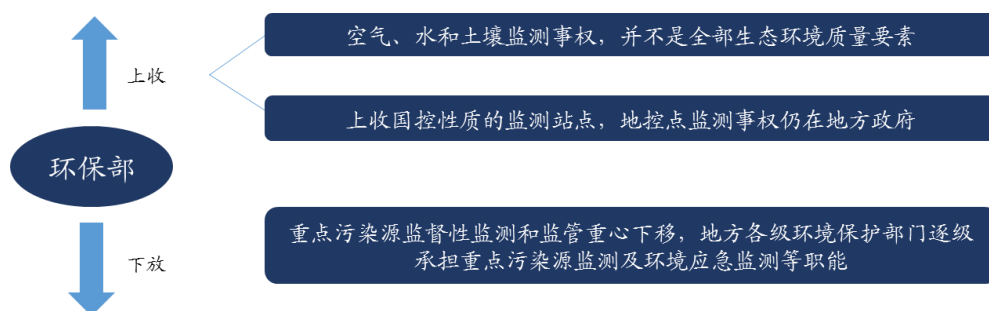 空气、水和土壤监测事权，并不是全部生态环境质量要素
上收
上收国控性质的监测站点，地控点监测事权仍在地方政府
环保部
重点污染源监督性监测和监管重心下移，地方各级环境保护部门逐级
承担重点污染源监测及环境应急监测等职能
下放